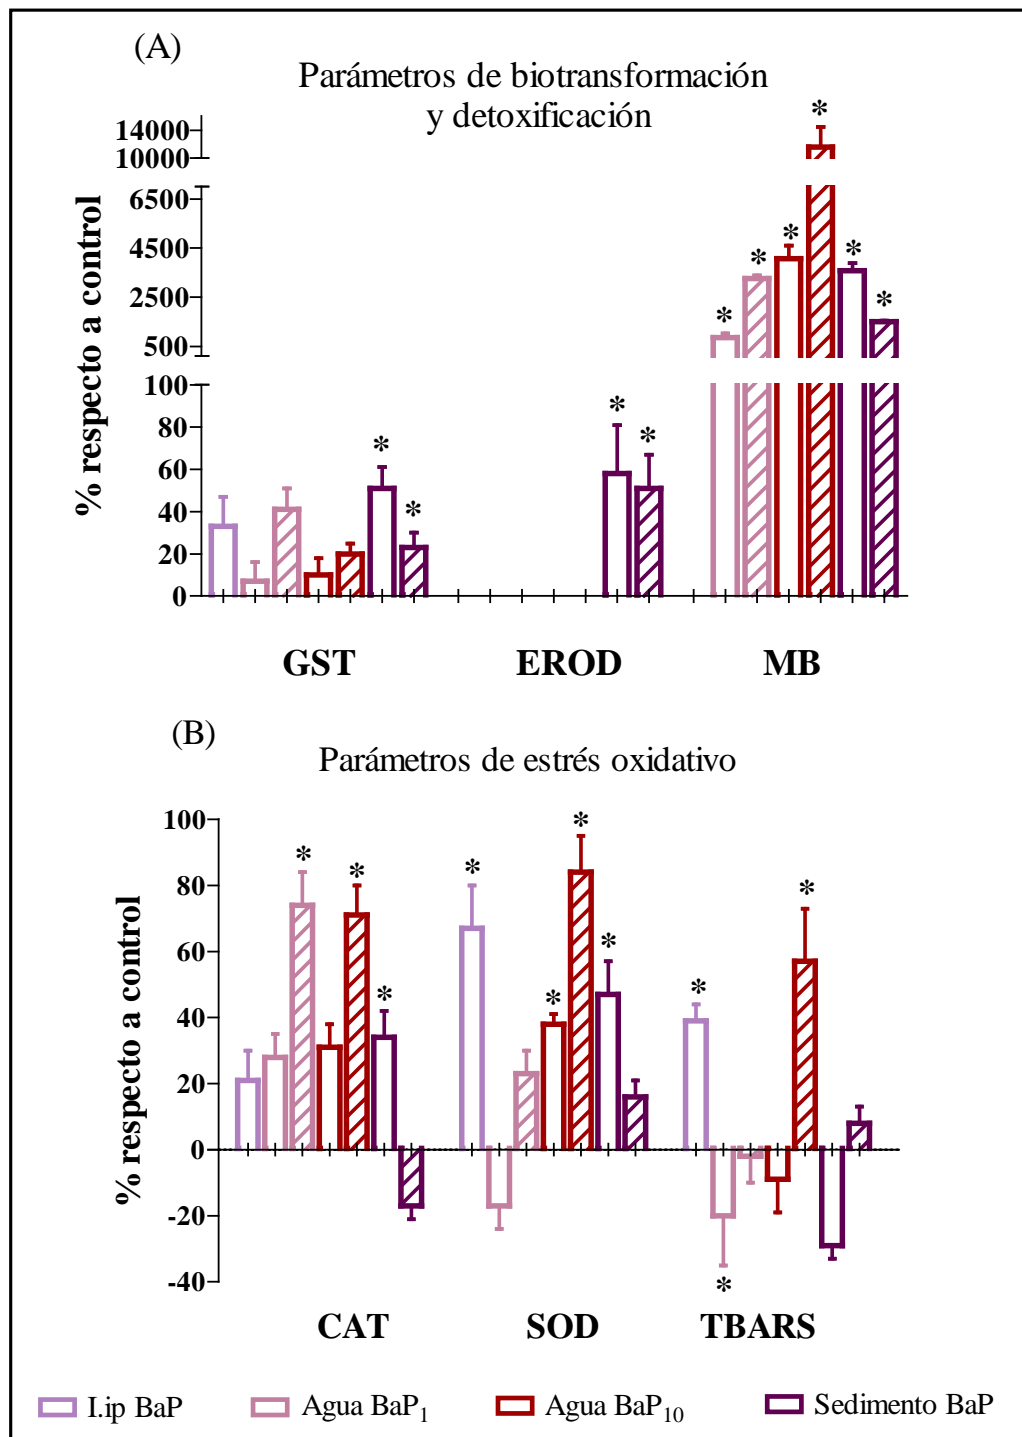 (A)
Parámetros de biotransformación
y detoxificación
% respecto a control
14000
10000
6500
4500
2500
500
100
80
60
40
20
0
* * * *
* * * * * *
GST EROD MB
(B)
Parámetros de estrés oxidativo
% respecto a control
100
80
60
40
20
0
-20
-40
* * *
* * * *
* * *
CAT SOD TBARS
I.ip BaP Agua BaP₁ Agua BaP₁₀ Sedimento BaP